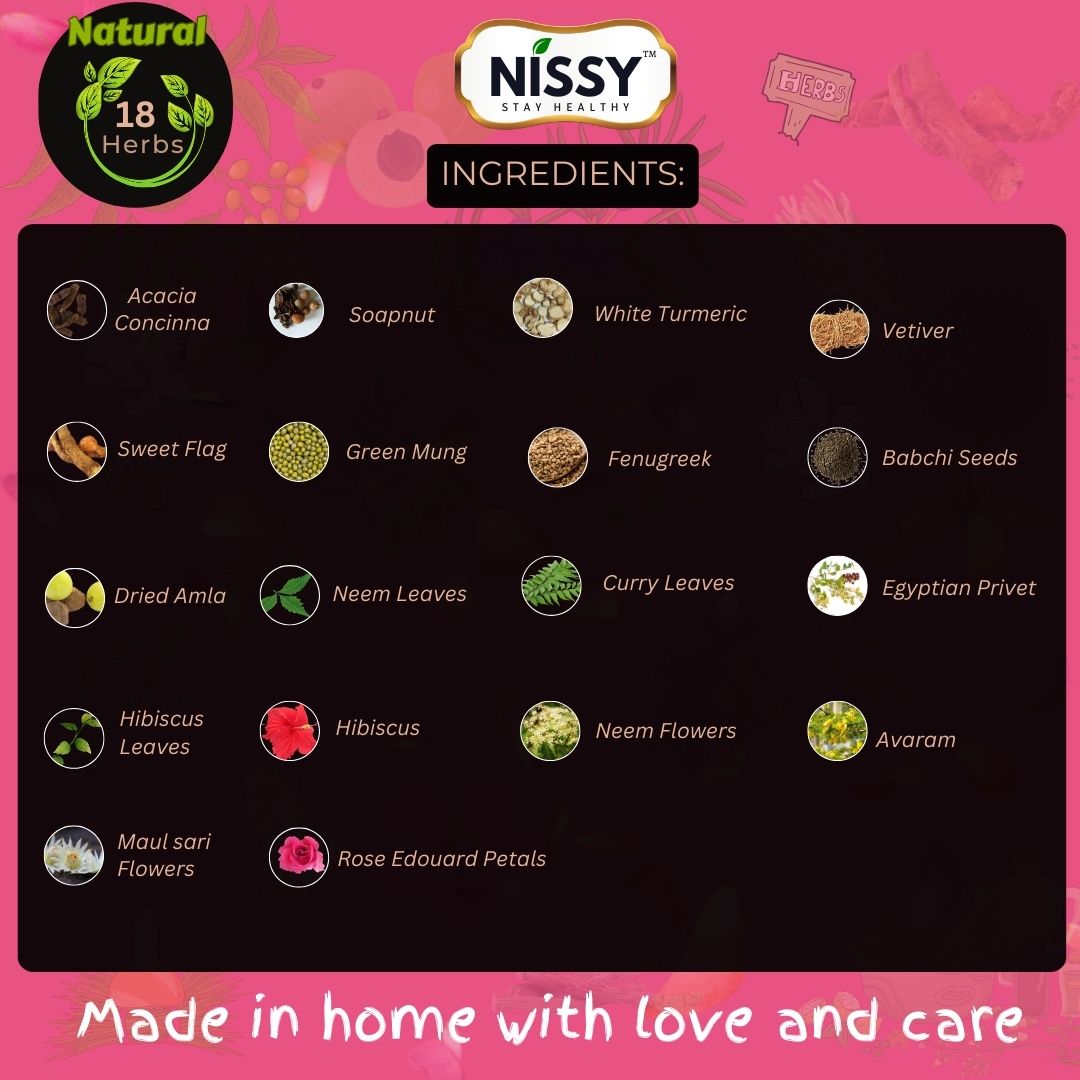 Natural
18
Herbs
NISSY™
STAY HEALTHY
HERBS
INGREDIENTS:
Acacia
Concinna
Soapnut
White Turmeric
Vetiver
Sweet Flag
Green Mung
Fenugreek
Babchi Seeds
Dried Amla
Neem Leaves
Curry Leaves
Egyptian Privet
Hibiscus
Leaves
Hibiscus
Neem Flowers
Avaram
Maul sari
Flowers
Rose Edouard Petals
Made in home with love and care